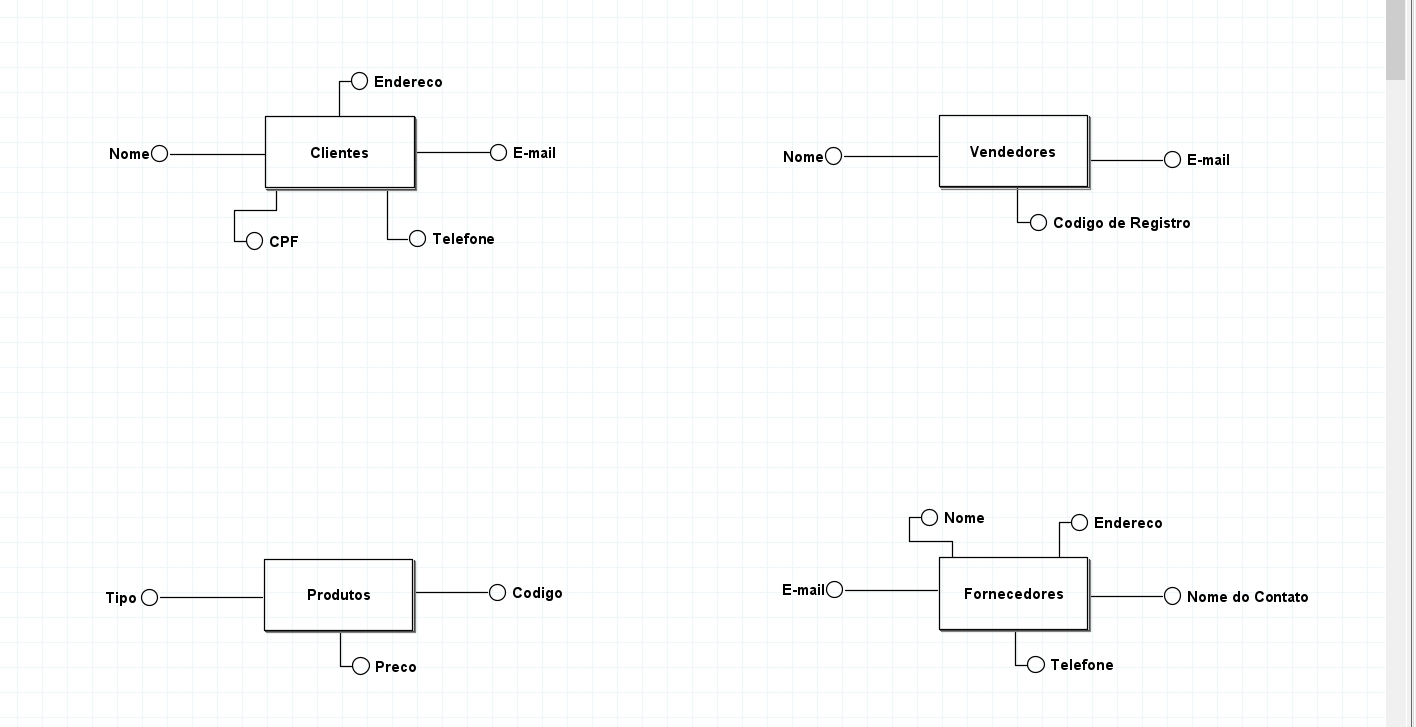 Endereco
Nome
Clientes
E-mail
CPF
Telefone
Nome
Vendedores
E-mail
Codigo de Registro
Tipo
Produtos
Codigo
Preco
Nome
Endereco
E-mail
Fornecedores
Nome do Contato
Telefone